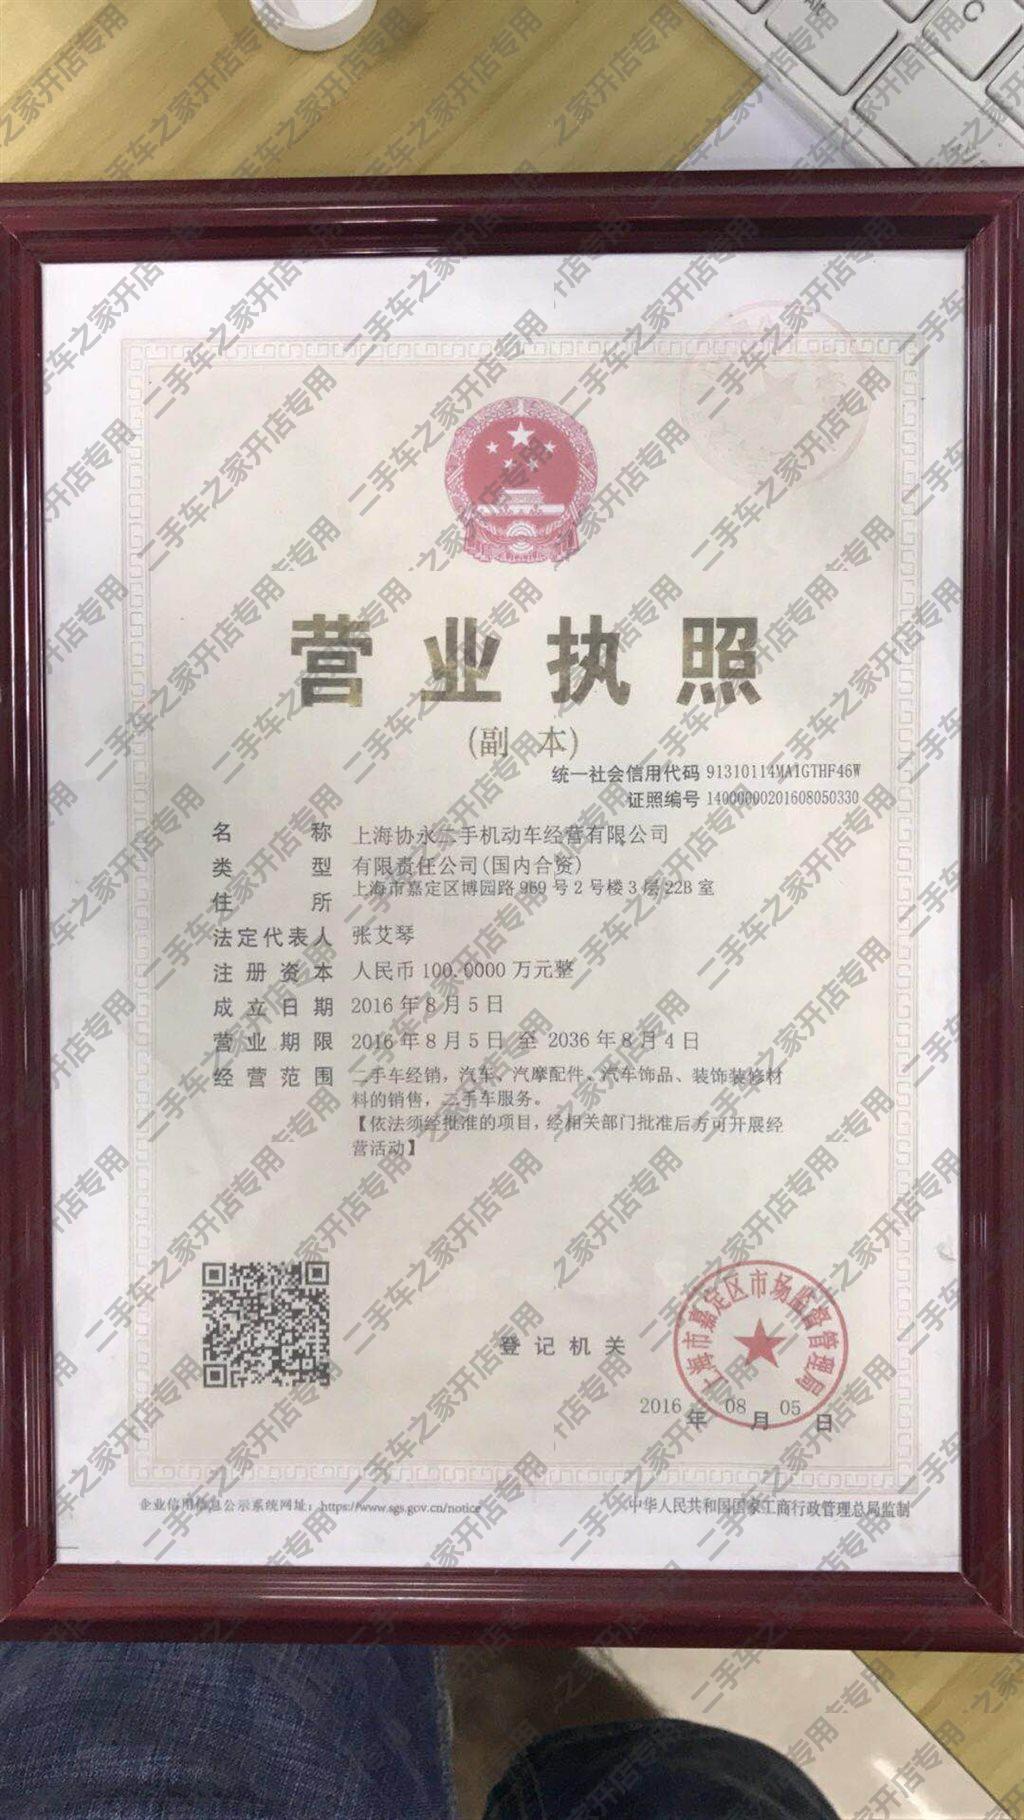 营业执照
(副 本)
统一社会信用代码 91310114MA1GTHF46W
证照编号 14000000201608050330
名称 上海协永二手机动车经营有限公司
类型 有限责任公司(国内合资)
住所 上海市嘉定区博园路969号2号楼3层22B室
法定代表人 张艾琴
注册资本 人民币100.0000万元整
成立日期 2016年8月5日
营业期限 2016年8月5日 至 2036年8月4日
经营范围 二手车经销，汽车、汽摩配件、汽车饰品、装饰装修材
料的销售，二手车服务。
【依法须经批准的项目，经相关部门批准后方可开展经
营活动】
登记机关
上海市嘉定区市场监督管理局
2016年08月05日
企业信用信息公示系统网址：https://www.sgs.gov.cn/notice
中华人民共和国国家工商行政管理总局监制
二手车之家开店专用